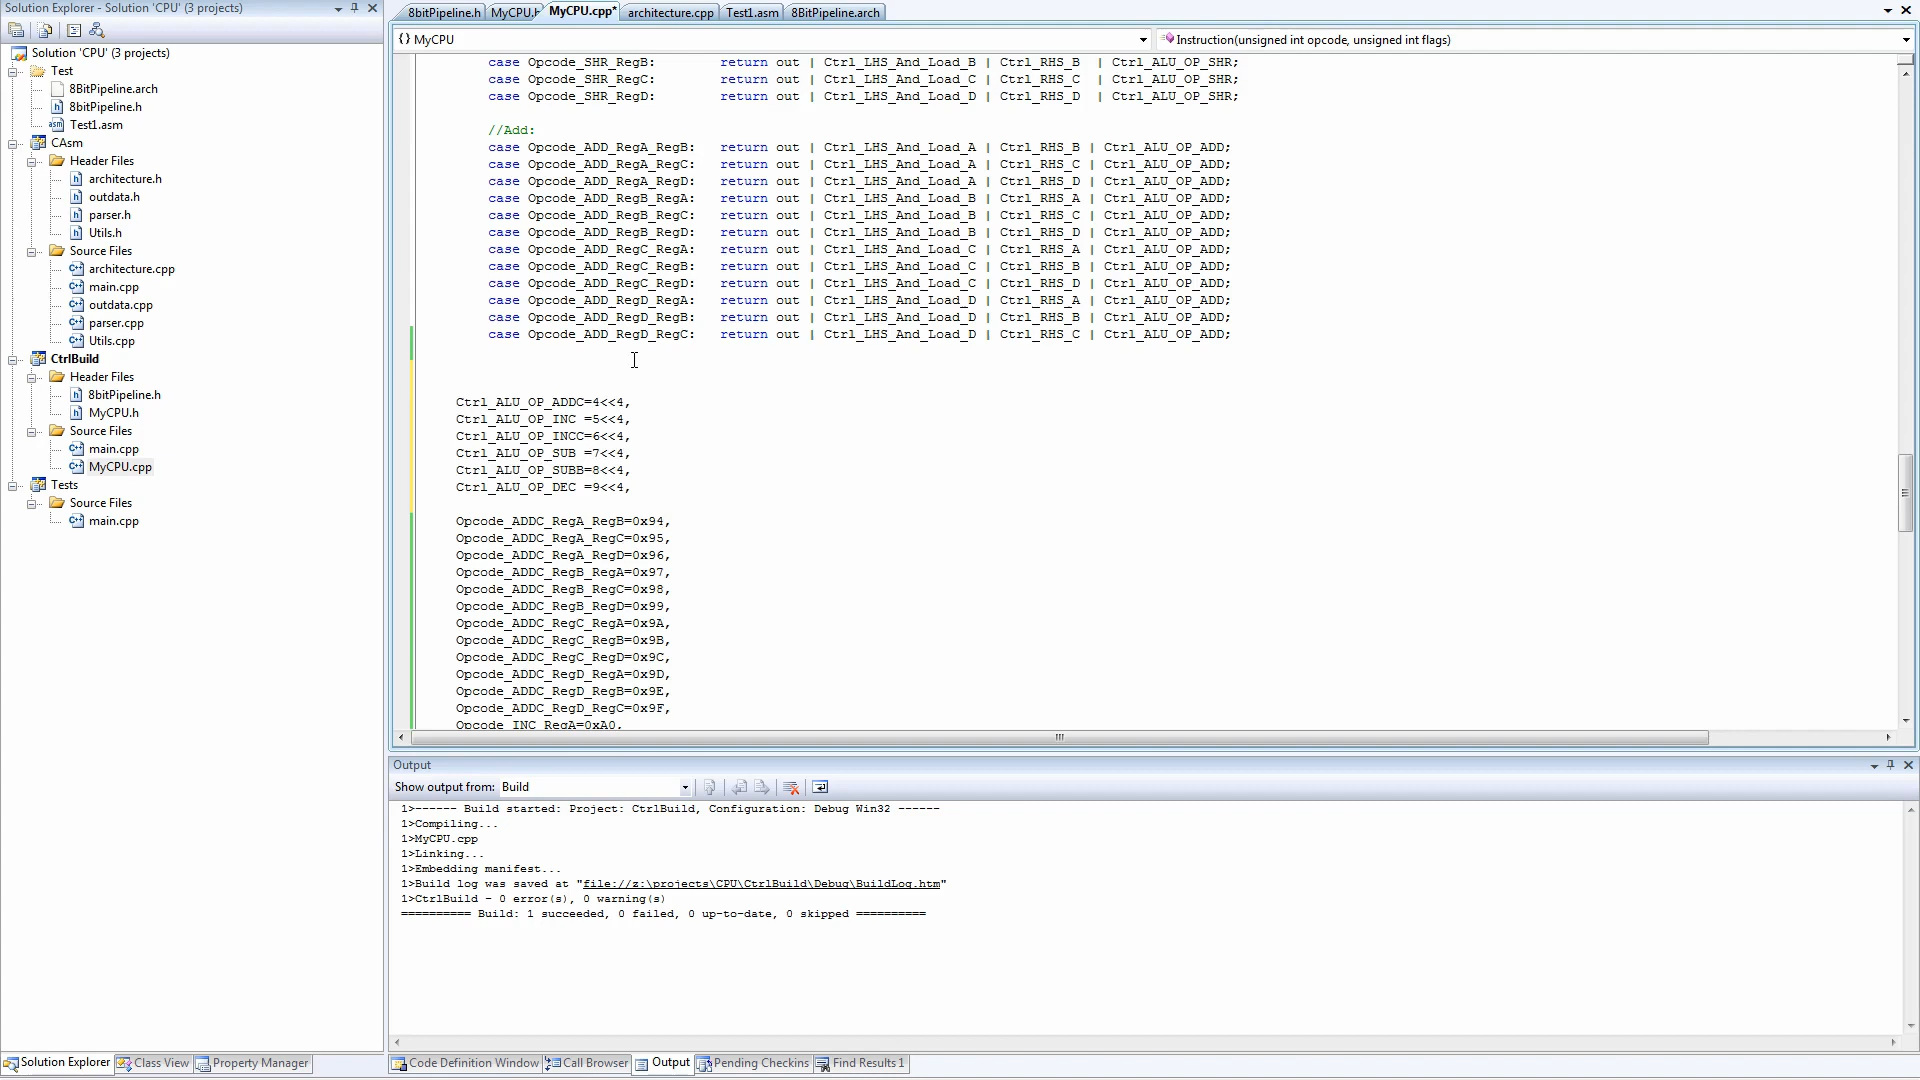 Solution Explorer - Solution 'CPU' (3 projects)
Solution 'CPU' (3 projects)
Test
8BitPipeline.arch
8bitPipeline.h
Test1.asm
CAsm
Header Files
architecture.h
outdata.h
parser.h
Utils.h
Source Files
architecture.cpp
main.cpp
outdata.cpp
parser.cpp
Utils.cpp
CtrlBuild
Header Files
8bitPipeline.h
MyCPU.h
Source Files
main.cpp
MyCPU.cpp
Tests
Source Files
main.cpp
Solution Explorer Class View Property Manager
8bitPipeline.h MyCPU.h MyCPU.cpp* architecture.cpp Test1.asm 8BitPipeline.arch
{} MyCPU Instruction(unsigned int opcode, unsigned int flags)
case Opcode_SHR_RegB: return out | Ctrl_LHS_And_Load_B | Ctrl_RHS_B | Ctrl_ALU_OP_SHR;
case Opcode_SHR_RegC: return out | Ctrl_LHS_And_Load_C | Ctrl_RHS_C | Ctrl_ALU_OP_SHR;
case Opcode_SHR_RegD: return out | Ctrl_LHS_And_Load_D | Ctrl_RHS_D | Ctrl_ALU_OP_SHR;
//Add:
case Opcode_ADD_RegA_RegB: return out | Ctrl_LHS_And_Load_A | Ctrl_RHS_B | Ctrl_ALU_OP_ADD;
case Opcode_ADD_RegA_RegC: return out | Ctrl_LHS_And_Load_A | Ctrl_RHS_C | Ctrl_ALU_OP_ADD;
case Opcode_ADD_RegA_RegD: return out | Ctrl_LHS_And_Load_A | Ctrl_RHS_D | Ctrl_ALU_OP_ADD;
case Opcode_ADD_RegB_RegA: return out | Ctrl_LHS_And_Load_B | Ctrl_RHS_A | Ctrl_ALU_OP_ADD;
case Opcode_ADD_RegB_RegC: return out | Ctrl_LHS_And_Load_B | Ctrl_RHS_C | Ctrl_ALU_OP_ADD;
case Opcode_ADD_RegB_RegD: return out | Ctrl_LHS_And_Load_B | Ctrl_RHS_D | Ctrl_ALU_OP_ADD;
case Opcode_ADD_RegC_RegA: return out | Ctrl_LHS_And_Load_C | Ctrl_RHS_A | Ctrl_ALU_OP_ADD;
case Opcode_ADD_RegC_RegB: return out | Ctrl_LHS_And_Load_C | Ctrl_RHS_B | Ctrl_ALU_OP_ADD;
case Opcode_ADD_RegC_RegD: return out | Ctrl_LHS_And_Load_C | Ctrl_RHS_D | Ctrl_ALU_OP_ADD;
case Opcode_ADD_RegD_RegA: return out | Ctrl_LHS_And_Load_D | Ctrl_RHS_A | Ctrl_ALU_OP_ADD;
case Opcode_ADD_RegD_RegB: return out | Ctrl_LHS_And_Load_D | Ctrl_RHS_B | Ctrl_ALU_OP_ADD;
case Opcode_ADD_RegD_RegC: return out | Ctrl_LHS_And_Load_D | Ctrl_RHS_C | Ctrl_ALU_OP_ADD;
Ctrl_ALU_OP_ADDC=4<<4,
Ctrl_ALU_OP_INC =5<<4,
Ctrl_ALU_OP_INCC=6<<4,
Ctrl_ALU_OP_SUB =7<<4,
Ctrl_ALU_OP_SUBB=8<<4,
Ctrl_ALU_OP_DEC =9<<4,
Opcode_ADDC_RegA_RegB=0x94,
Opcode_ADDC_RegA_RegC=0x95,
Opcode_ADDC_RegA_RegD=0x96,
Opcode_ADDC_RegB_RegA=0x97,
Opcode_ADDC_RegB_RegC=0x98,
Opcode_ADDC_RegB_RegD=0x99,
Opcode_ADDC_RegC_RegA=0x9A,
Opcode_ADDC_RegC_RegB=0x9B,
Opcode_ADDC_RegC_RegD=0x9C,
Opcode_ADDC_RegD_RegA=0x9D,
Opcode_ADDC_RegD_RegB=0x9E,
Opcode_ADDC_RegD_RegC=0x9F,
Opcode_INC_RegA=0xA0,
Output
Show output from: Build
1>------ Build started: Project: CtrlBuild, Configuration: Debug Win32 ------
1>Compiling...
1>MyCPU.cpp
1>Linking...
1>Embedding manifest...
1>Build log was saved at "file://z:\projects\CPU\CtrlBuild\Debug\BuildLog.htm"
1>CtrlBuild - 0 error(s), 0 warning(s)
========== Build: 1 succeeded, 0 failed, 0 up-to-date, 0 skipped ==========
Code Definition Window Call Browser Output Pending Checkins Find Results 1